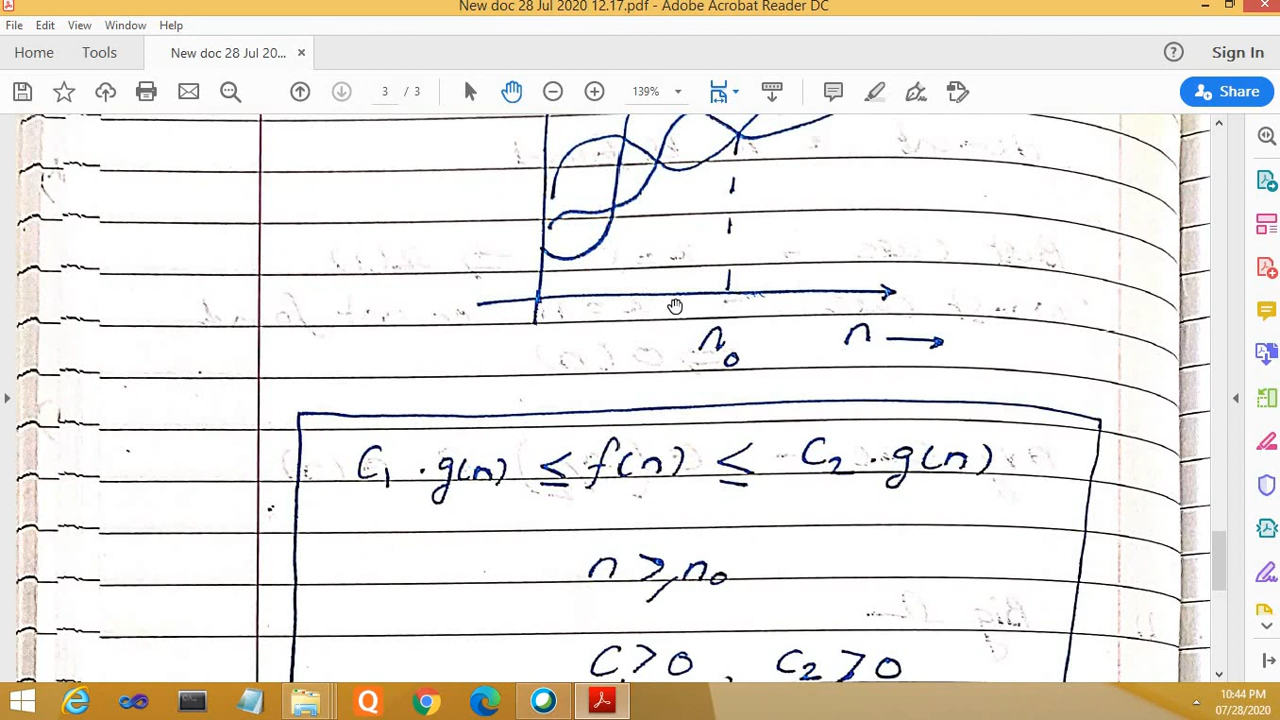 New doc 28 Jul 2020 12.17.pdf - Adobe Acrobat Reader DC
File Edit View Window Help
Home Tools New doc 28 Jul 20... × ? Sign In
3 / 3 139% Share
n₀ n →
C₁ · g(n) ≤ f(n) ≤ C₂ · g(n)
n ≥ n₀
C₁ > 0 , C₂ > 0
10:44 PM
07/28/2020